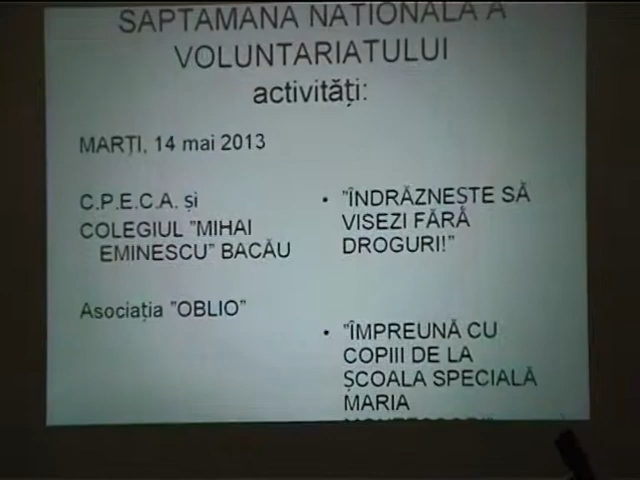 SAPTAMANA NATIONALA A
VOLUNTARIATULUI
activități:
MARȚI, 14 mai 2013
C.P.E.C.A. și
COLEGIUL "MIHAI
EMINESCU" BACĂU
Asociația "OBLIO"
• "ÎNDRĂZNEȘTE SĂ
VISEZI FĂRĂ
DROGURI!"
• "ÎMPREUNĂ CU
COPIII DE LA
ȘCOALA SPECIALĂ
MARIA